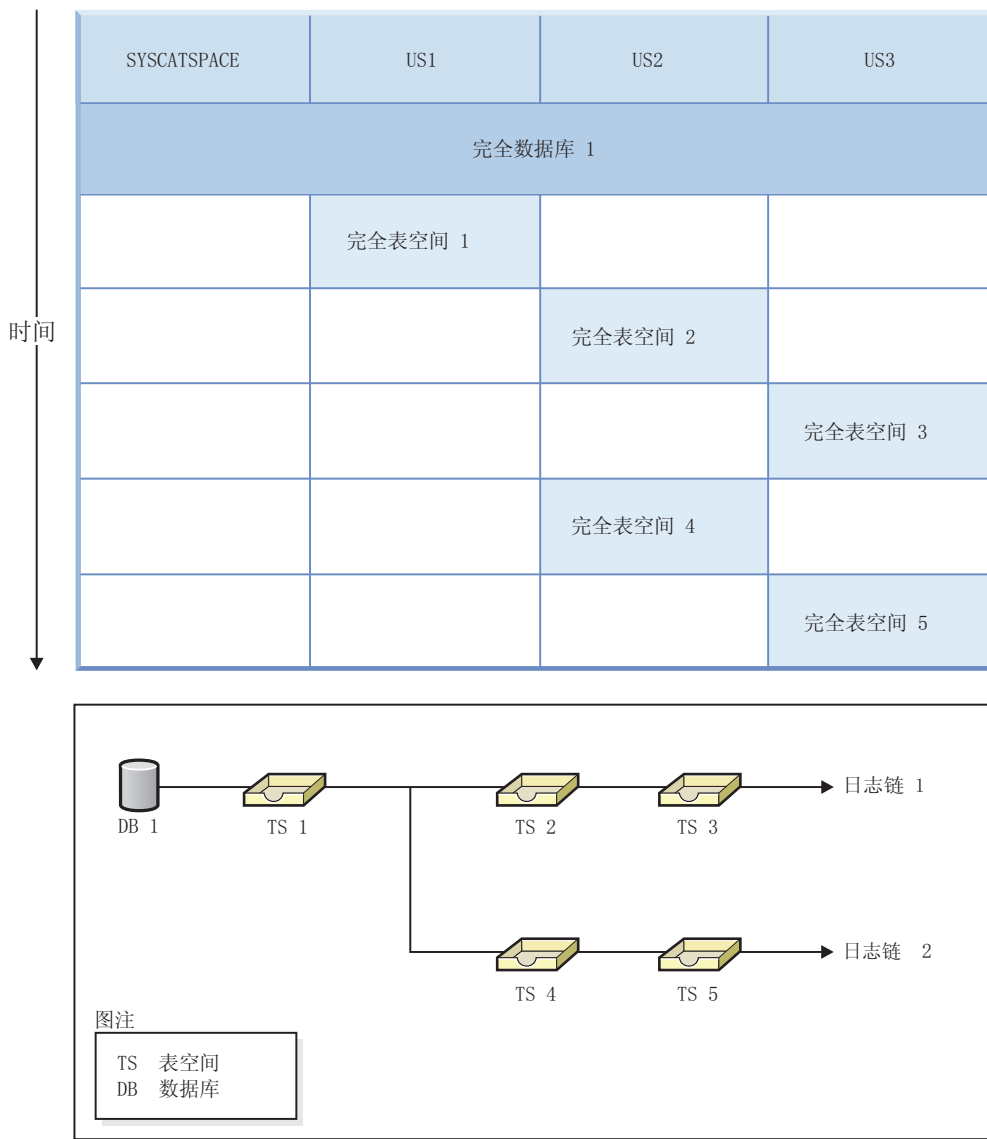 SYSCATSPACE US1 US2 US3
完全数据库 1
完全表空间 1
时间
完全表空间 2
完全表空间 3
完全表空间 4
完全表空间 5
日志链 1
DB 1 TS 1 TS 2 TS 3
日志链 2
TS 4 TS 5
图注
TS 表空间
DB 数据库